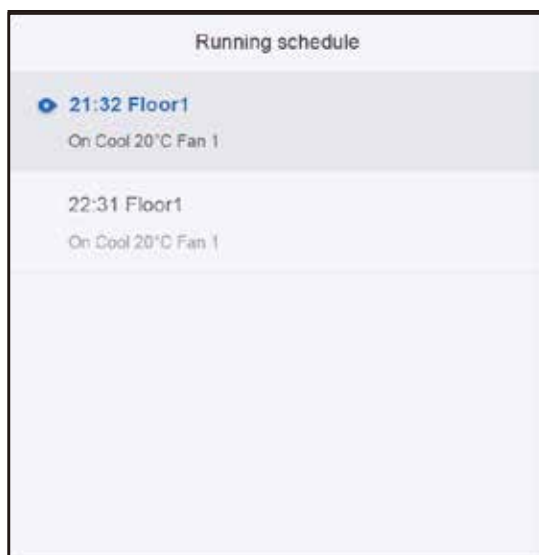 Running schedule
21:32 Floor1
On Cool 20°C Fan 1
22:31 Floor1
On Cool 20°C Fan 1